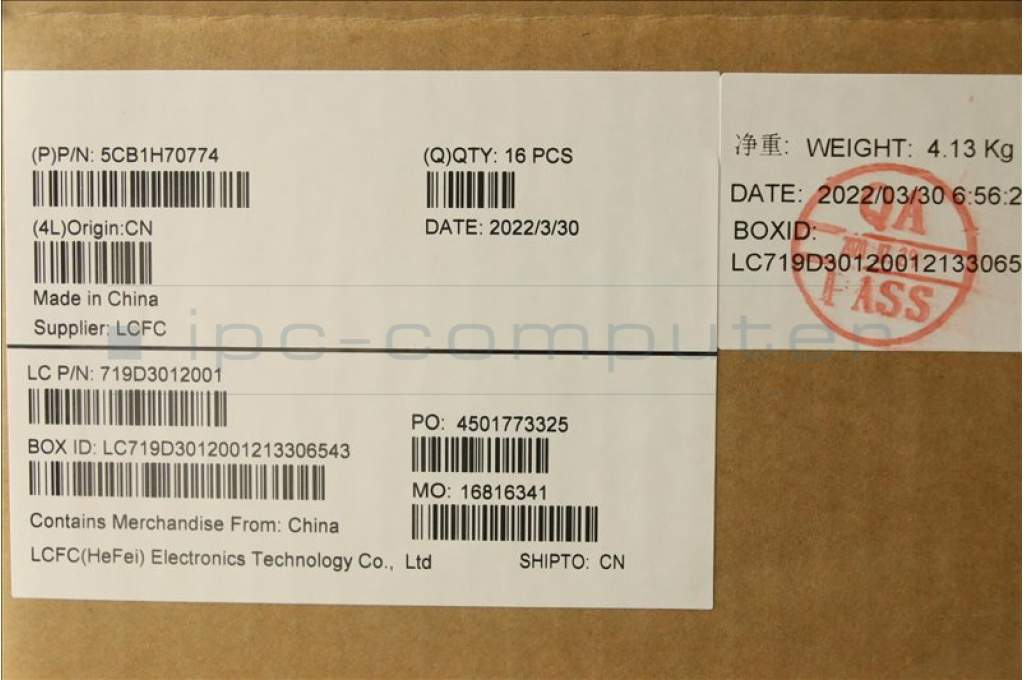 (P)P/N: 5CB1H70774
(Q)QTY: 16 PCS
(4L)Origin:CN
DATE: 2022/3/30
Made in China
Supplier: LCFC
LC P/N: 719D3012001
PO: 4501773325
BOX ID: LC719D3012001213306543
MO: 16816341
Contains Merchandise From: China
LCFC(HeFei) Electronics Technology Co., Ltd
SHIPTO: CN
净重: WEIGHT: 4.13 Kg
DATE: 2022/03/30 6:56:2
BOXID:
LC719D30120012133065
QA
PASS
ipc-computer